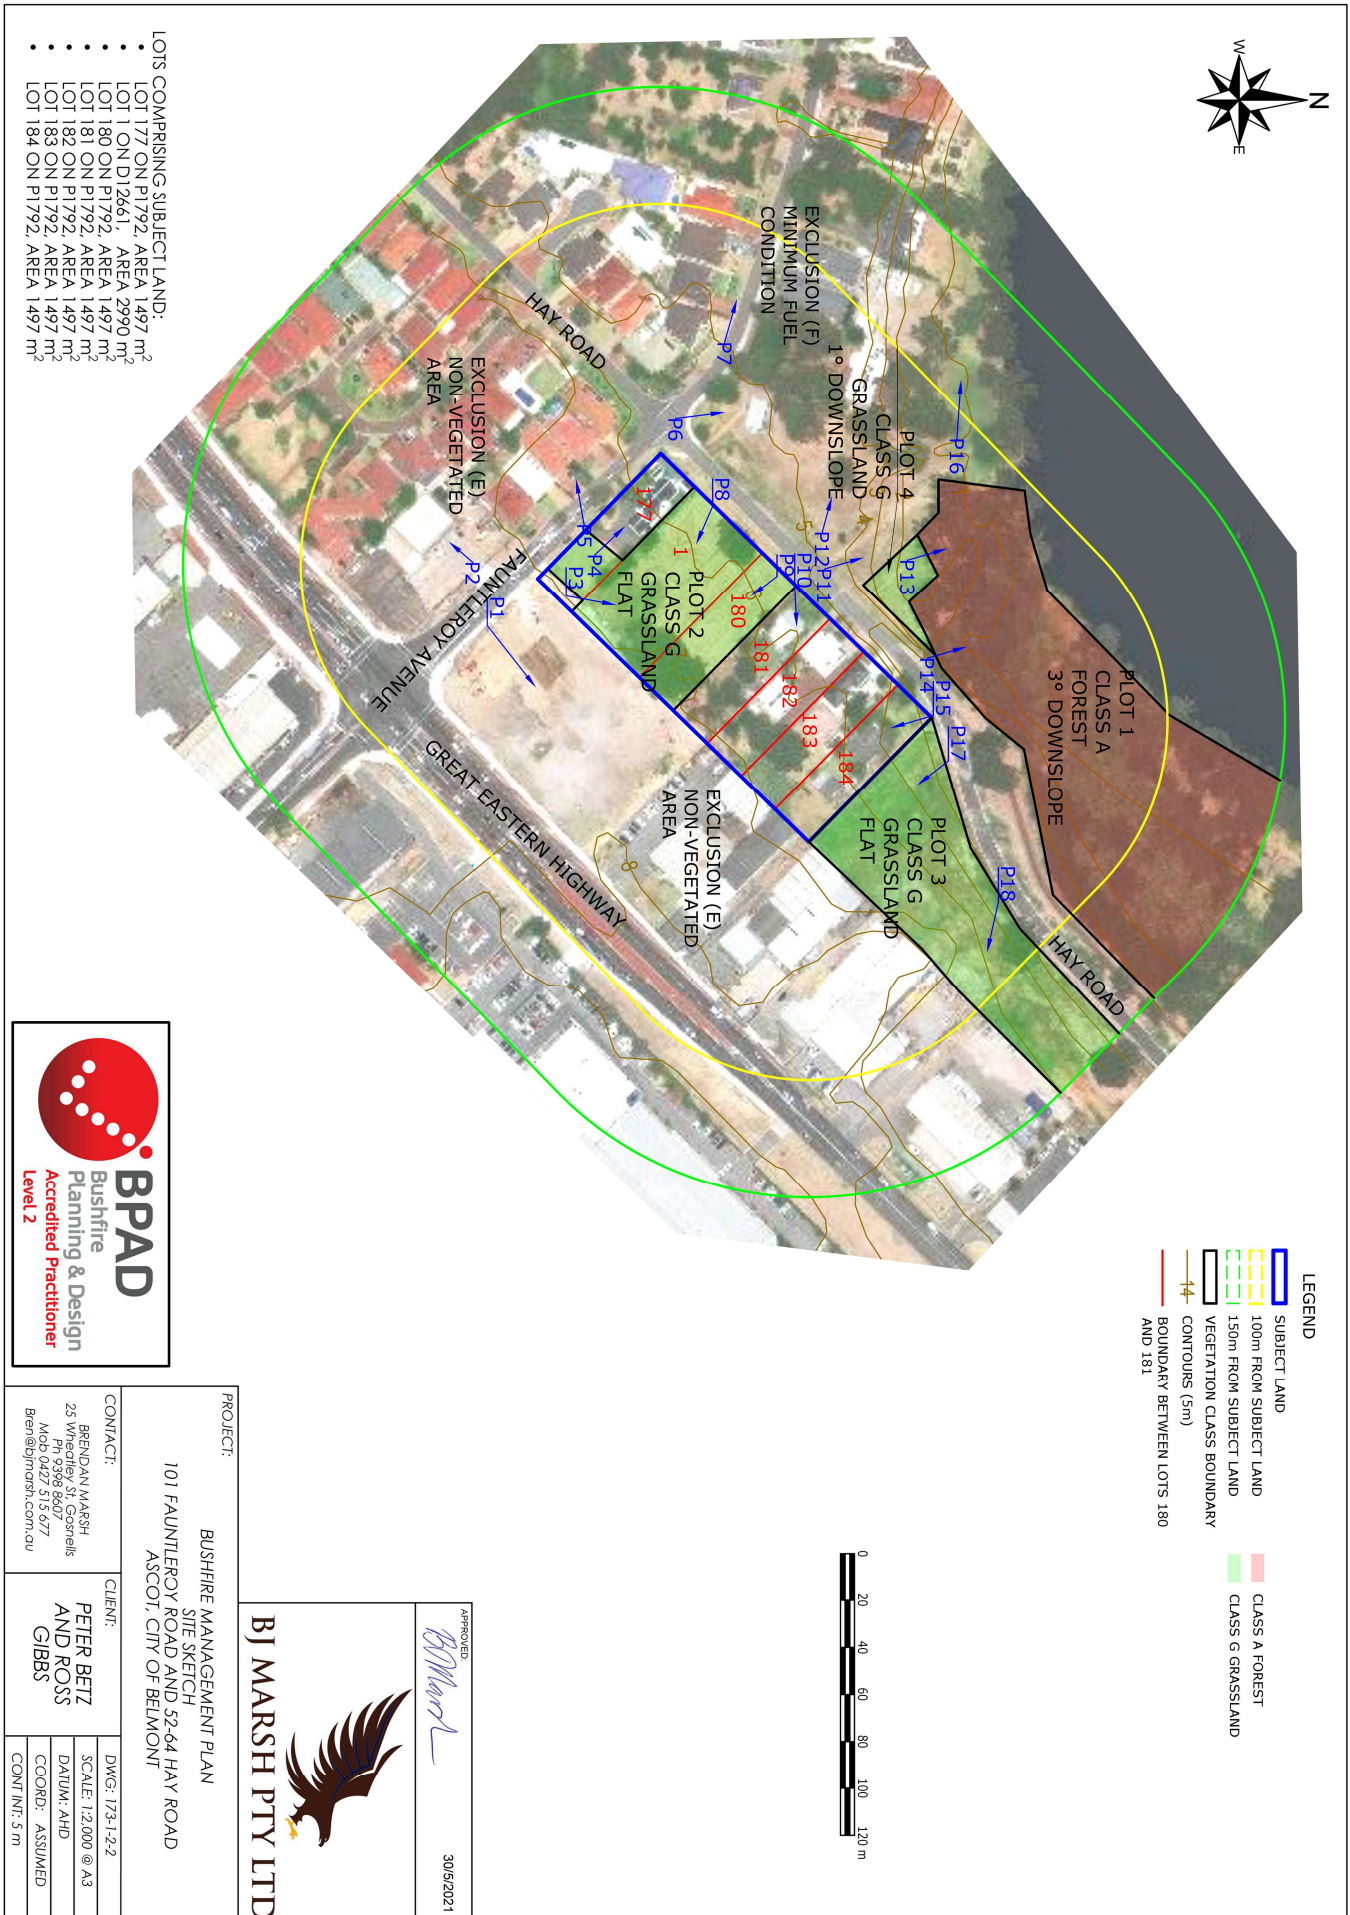 N
W
E
LOTS COMPRISING SUBJECT LAND:
• LOT 177 ON P1792, AREA 1497 m²
• LOT 1 ON D12661, AREA 2990 m²
• LOT 180 ON P1792, AREA 1497 m²
• LOT 181 ON P1792, AREA 1497 m²
• LOT 182 ON P1792, AREA 1497 m²
• LOT 183 ON P1792, AREA 1497 m²
• LOT 184 ON P1792, AREA 1497 m²
EXCLUSION (F)
MINIMUM FUEL
CONDITION
PLOT 4
CLASS G
GRASSLAND
1° DOWNSLOPE
HAY ROAD
EXCLUSION (E)
NON-VEGETATED
AREA
P7
P6
P16
P8
P5
P4
P3
P2
P1
P9
P10
P12
P11
P13
P14
P15
P17
P18
4
5
177
1
180
181
182
183
184
PLOT 2
CLASS G
GRASSLAND
FLAT
PLOT 1
CLASS A
FOREST
3° DOWNSLOPE
PLOT 3
CLASS G
GRASSLAND
FLAT
FAUNTLEROY AVENUE
GREAT EASTERN HIGHWAY
EXCLUSION (E)
NON-VEGETATED
AREA
8
HAY ROAD
LEGEND
SUBJECT LAND
100m FROM SUBJECT LAND
150m FROM SUBJECT LAND
VEGETATION CLASS BOUNDARY
14
CONTOURS (5m)
BOUNDARY BETWEEN LOTS 180
AND 181
CLASS A FOREST
CLASS G GRASSLAND
0 20 40 60 80 100 120 m
BPAD
Bushfire
Planning & Design
Accredited Practitioner
Level 2
APPROVED:
BJMarsh
30/5/2021
BJ MARSH PTY LTD
PROJECT:
BUSHFIRE MANAGEMENT PLAN
SITE SKETCH
101 FAUNTLEROY ROAD AND 52-64 HAY ROAD
ASCOT, CITY OF BELMONT
CONTACT:
BRENDAN MARSH
25 Wheatley St, Gosnells
Ph 9398 8607
Mob 0427 515 677
Bren@bjmarsh.com.au
CLIENT:
PETER BETZ
AND ROSS
GIBBS
DWG: 173-1-2-2
SCALE: 1:2,000 @ A3
DATUM: AHD
COORD: ASSUMED
CONT INT: 5 m